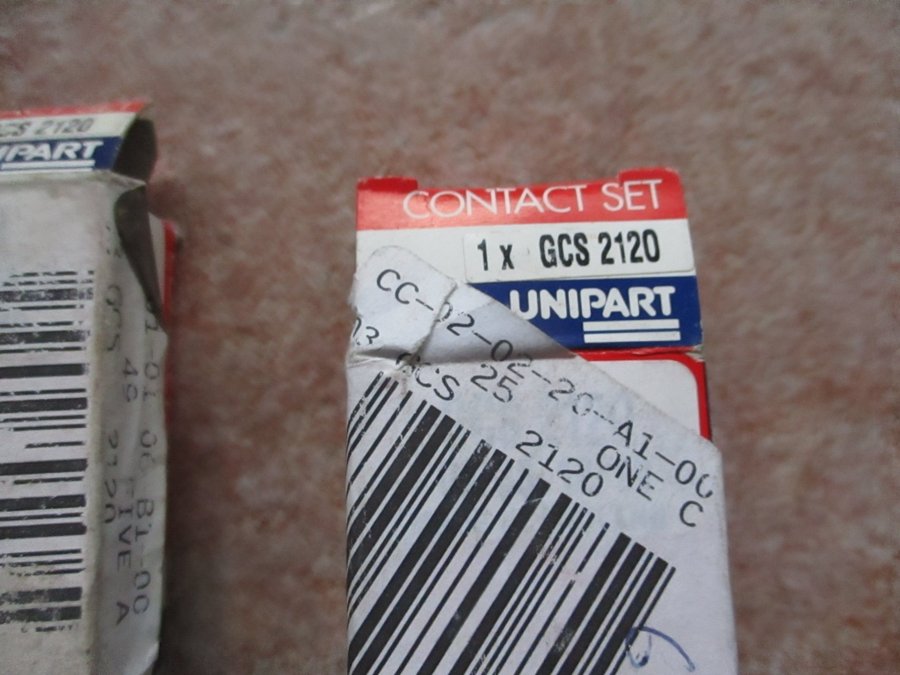 CS 2120
IPART
CONTACT SET
1 x GCS 2120
UNIPART
CC-02-02-20-A1-00
03 25 ONE C
GCS 2120